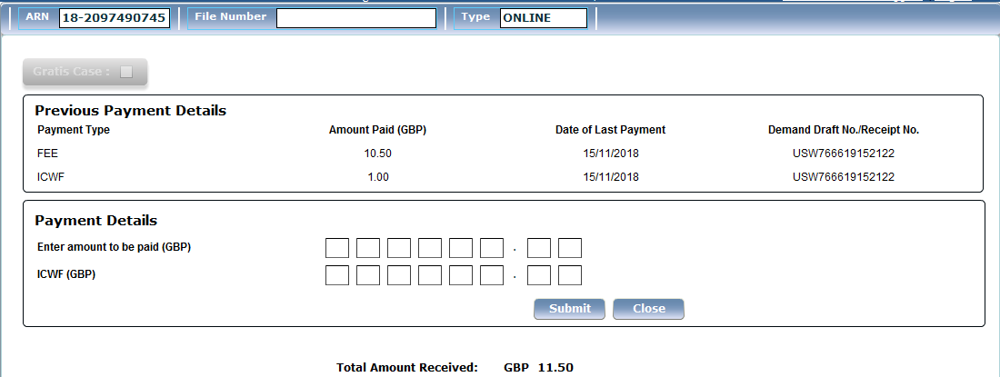 ARN 18-2097490745 File Number Type ONLINE
Gratis Case :
Previous Payment Details
Payment Type Amount Paid (GBP) Date of Last Payment Demand Draft No./Receipt No.
FEE 10.50 15/11/2018 USW766619152122
ICWF 1.00 15/11/2018 USW766619152122
Payment Details
Enter amount to be paid (GBP) .
ICWF (GBP) .
Submit Close
Total Amount Received: GBP 11.50